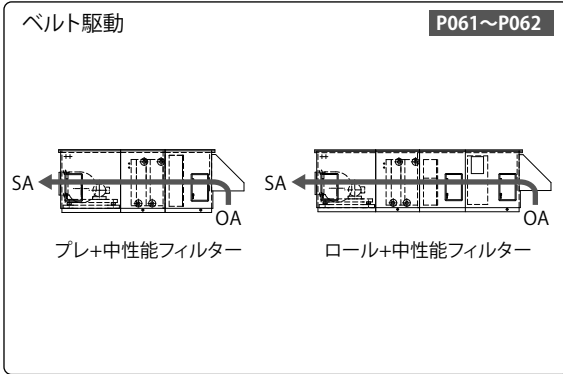 ベルト駆動
P061～P062
SA
OA
プレ+中性能フィルター
SA
OA
ロール+中性能フィルター